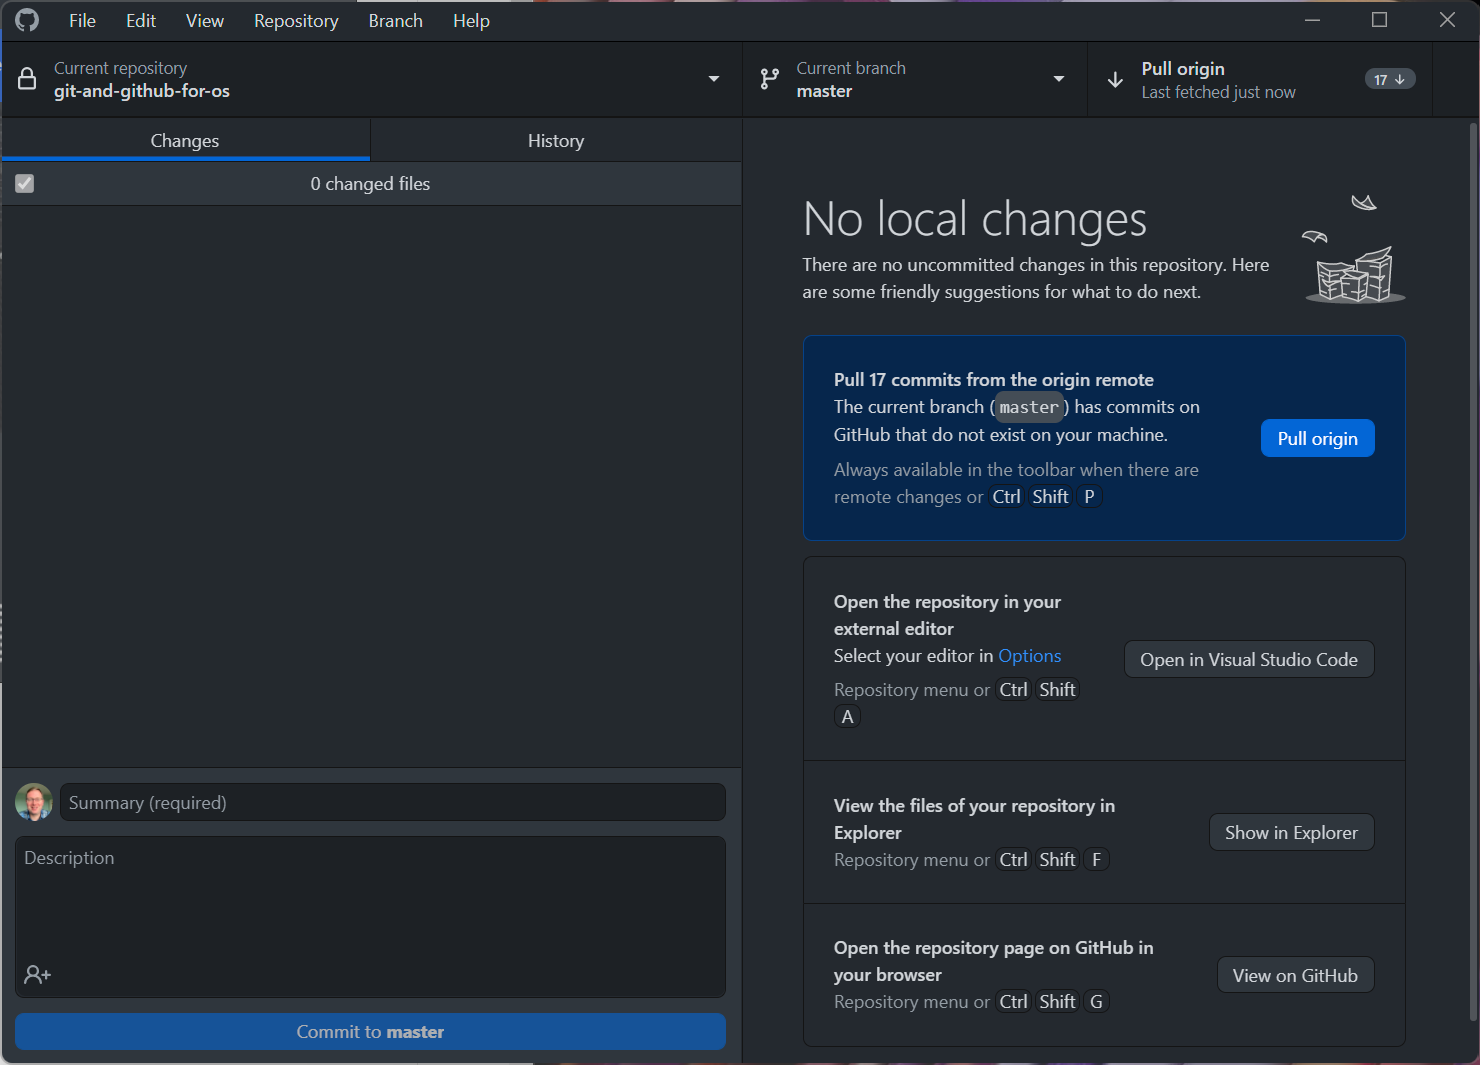 File Edit View Repository Branch Help
Current repository
git-and-github-for-os
Current branch
master
Pull origin
Last fetched just now
17
Changes
History
0 changed files
No local changes
There are no uncommitted changes in this repository. Here
are some friendly suggestions for what to do next.
Pull 17 commits from the origin remote
The current branch (master) has commits on
GitHub that do not exist on your machine.
Always available in the toolbar when there are
remote changes or Ctrl Shift P
Pull origin
Open the repository in your
external editor
Select your editor in Options
Repository menu or Ctrl Shift
A
Open in Visual Studio Code
View the files of your repository in
Explorer
Repository menu or Ctrl Shift F
Show in Explorer
Open the repository page on GitHub in
your browser
Repository menu or Ctrl Shift G
View on GitHub
Summary (required)
Description
Commit to master